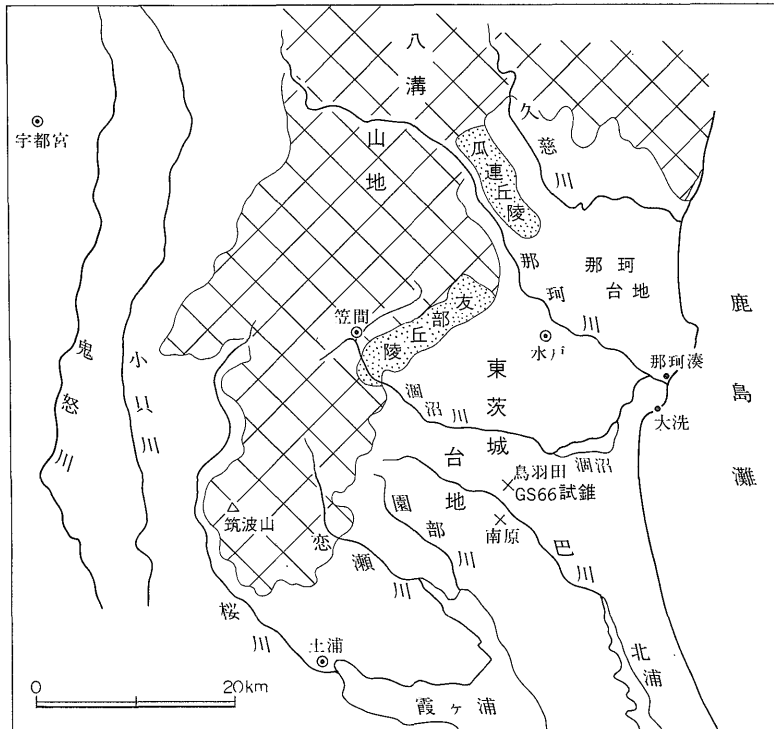 八溝山地
宇都宮
久慈川
瓜連丘陵
那珂川
那珂
台地
鹿島灘
笠間
友部丘陵
水戸
那珂湊
大洗
鬼怒川
小貝川
涸沼川
涸沼
東茨城台地
鳥羽田
GS66試錐
南原
園部川
巴川
筑波山
恋瀬川
桜川
土浦
北浦
霞ヶ浦
0 20km